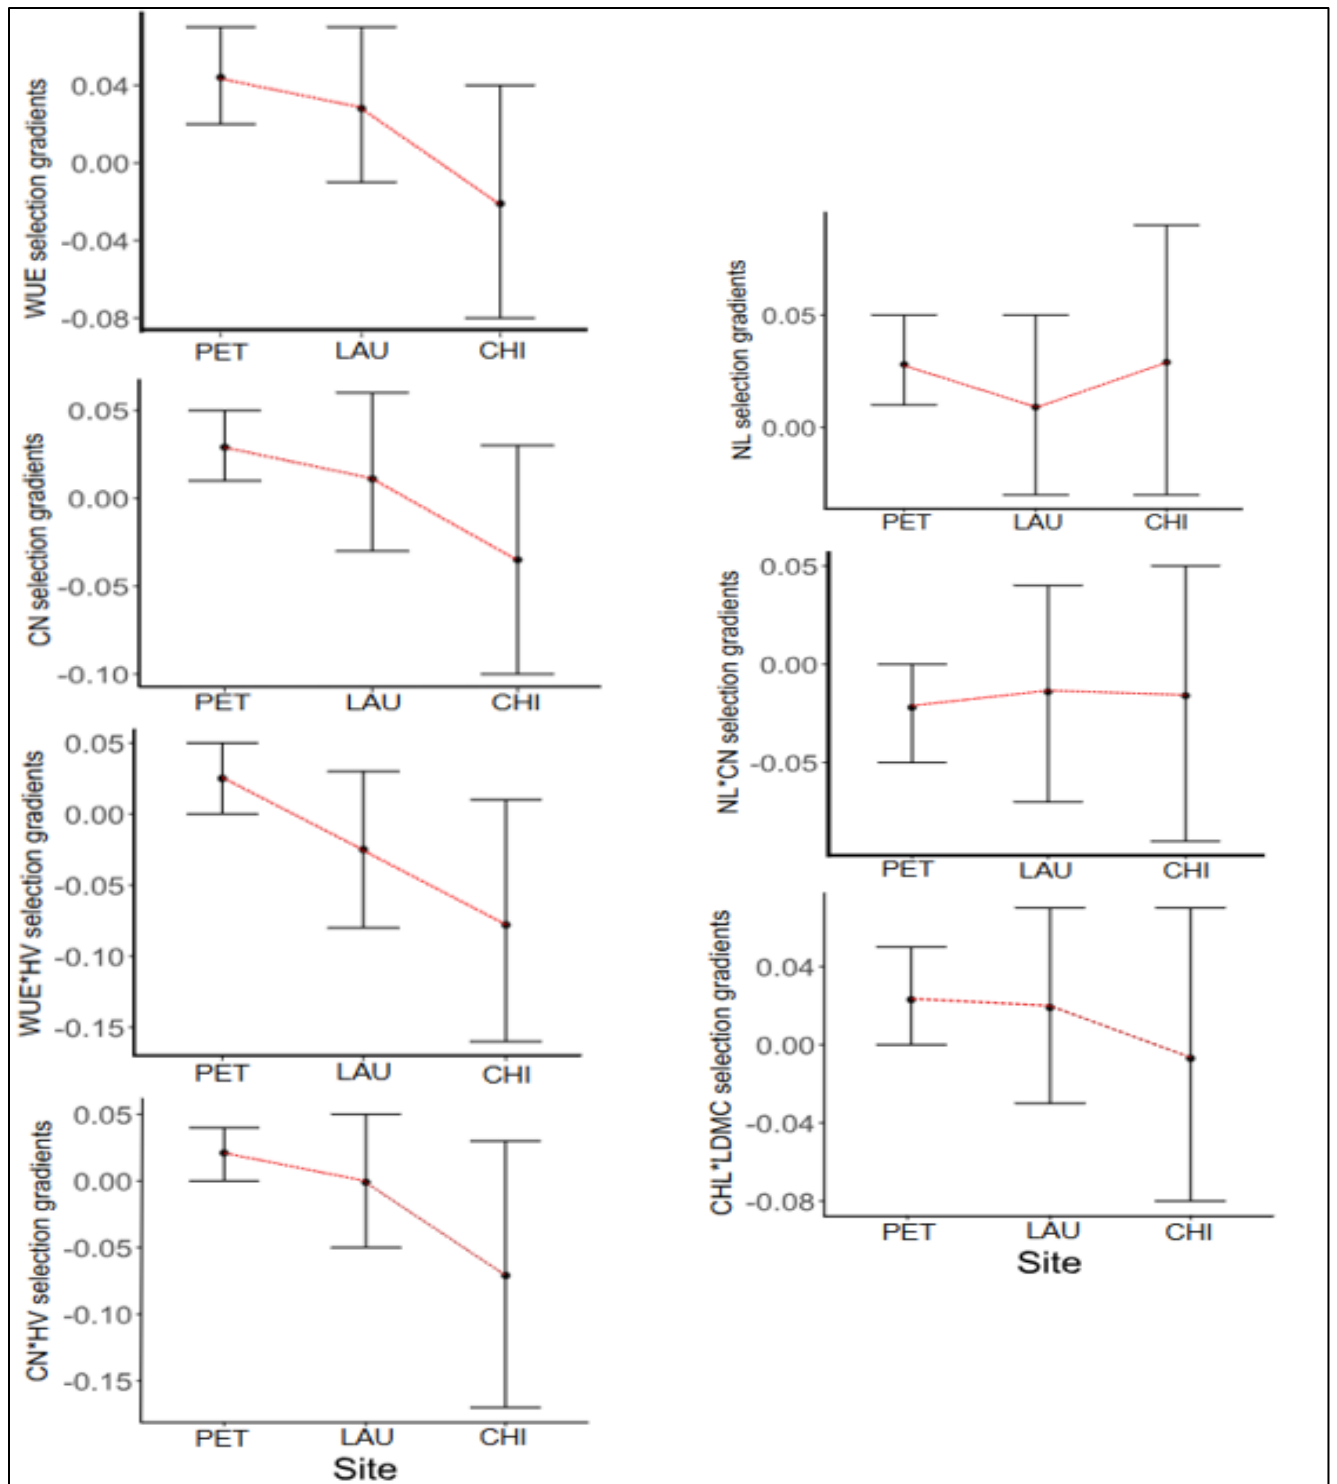 WUE selection gradients
0.04
0.00
-0.04
-0.08
PET LAU CHI
CN selection gradients
0.05
0.00
-0.05
-0.10
PET LAU CHI
WUE*HV selection gradients
0.05
0.00
-0.05
-0.10
-0.15
PET LAU CHI
CN*HV selection gradients
0.05
0.00
-0.05
-0.10
-0.15
PET LAU CHI
Site
NL selection gradients
0.05
0.00
PET LAU CHI
NL*CN selection gradients
0.05
0.00
-0.05
PET LAU CHI
CHL*LDMC selection gradients
0.04
0.00
-0.04
-0.08
PET LAU CHI
Site